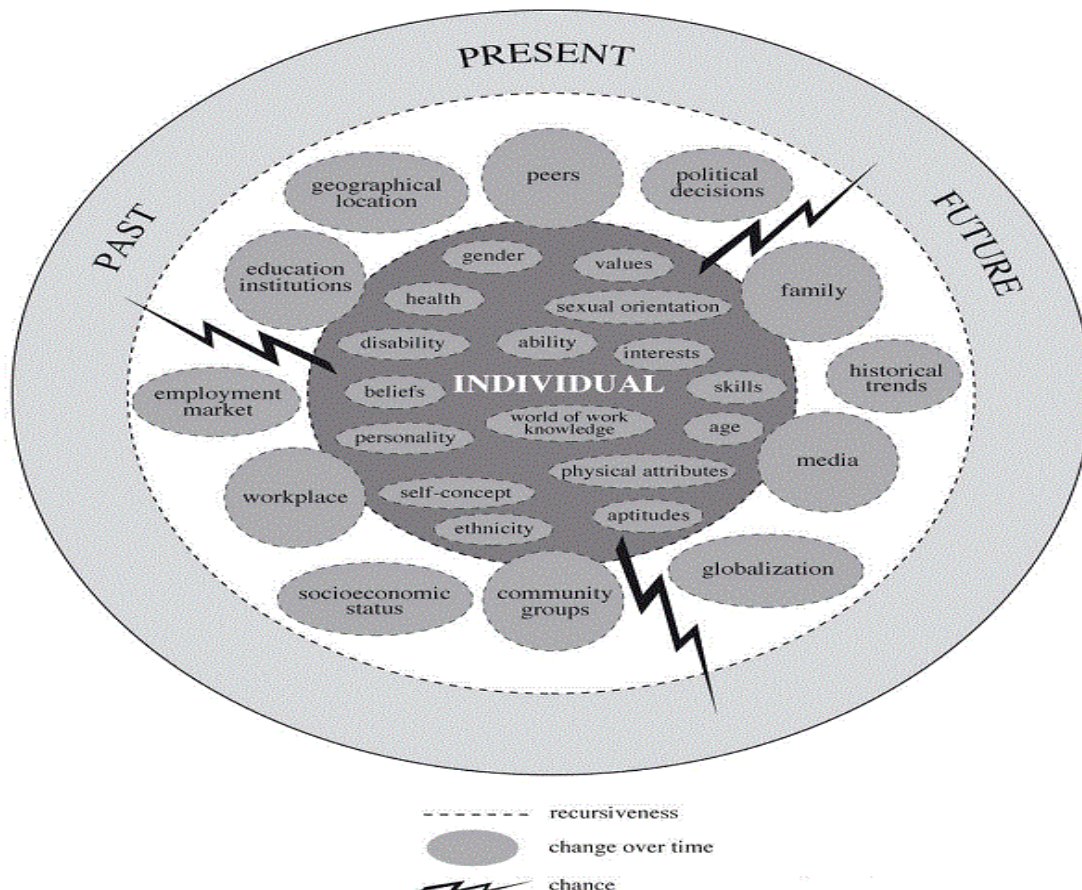 PRESENT
PAST
FUTURE
geographical
location
peers
political
decisions
education
institutions
family
employment
market
historical
trends
workplace
media
socioeconomic
status
community
groups
globalization
gender
values
health
sexual orientation
disability
ability
interests
beliefs
INDIVIDUAL
skills
world of work
knowledge
age
personality
physical attributes
self-concept
ethnicity
aptitudes
recursiveness
change over time
chance